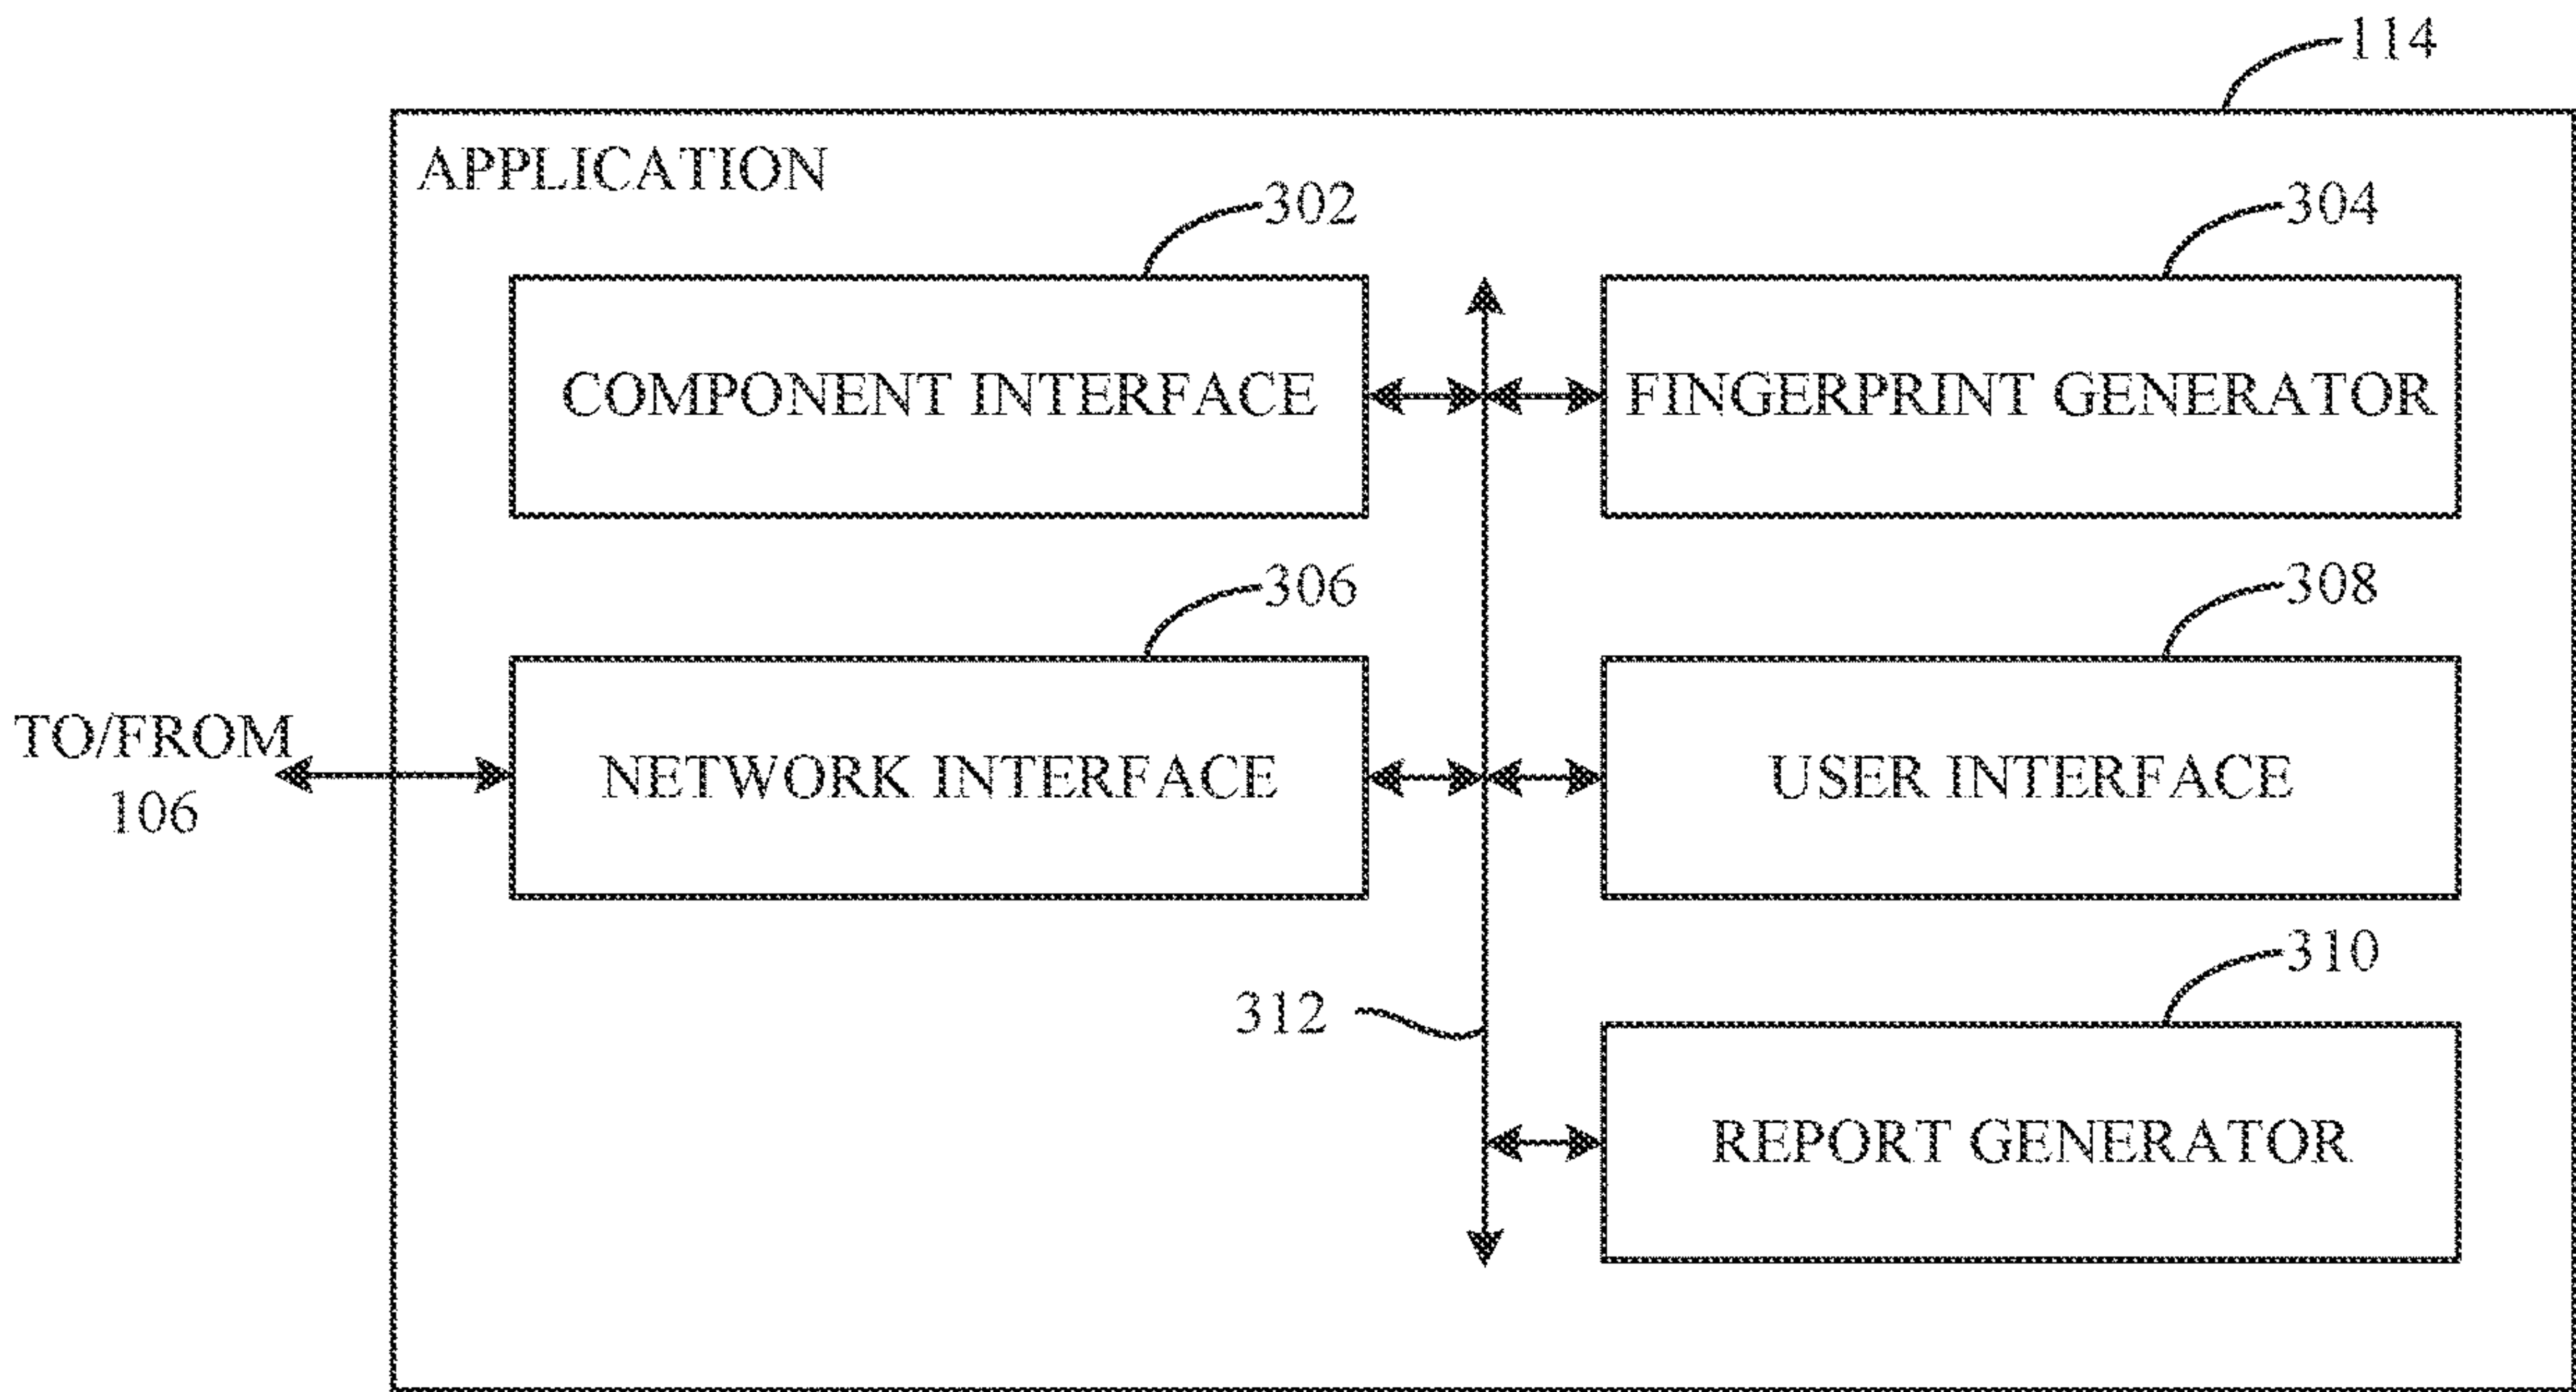 114
APPLICATION
302
304
COMPONENT INTERFACE
FINGERPRINT GENERATOR
306
308
TO/FROM
106
NETWORK INTERFACE
USER INTERFACE
310
312
REPORT GENERATOR